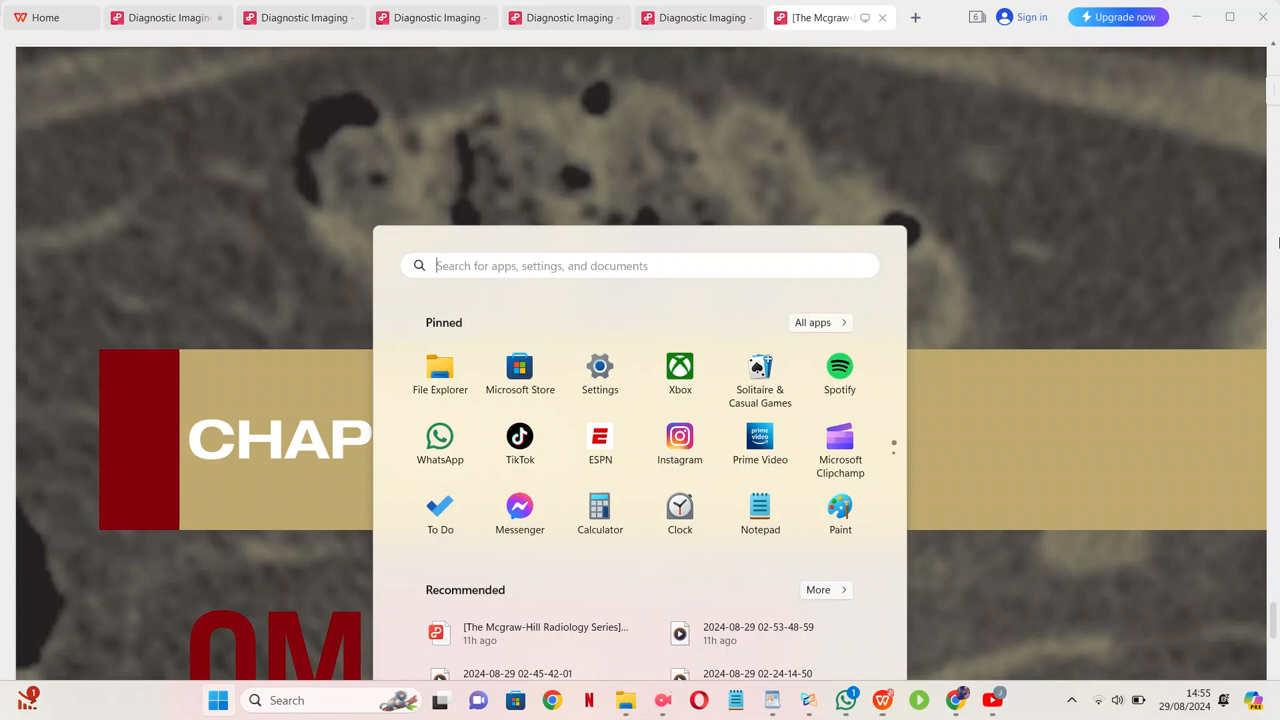 Home
Diagnostic Imaging
Diagnostic Imaging -
Diagnostic Imaging -
Diagnostic Imaging -
Diagnostic Imaging -
[The Mcgraw-
6
Sign in
Upgrade now
CHAP
OM
Search for apps, settings, and documents
Pinned
All apps
File Explorer
Microsoft Store
Settings
Xbox
Solitaire &
Casual Games
Spotify
WhatsApp
TikTok
ESPN
Instagram
Prime Video
Microsoft
Clipchamp
To Do
Messenger
Calculator
Clock
Notepad
Paint
Recommended
More
[The Mcgraw-Hill Radiology Series]...
11h ago
2024-08-29 02-53-48-59
11h ago
2024-08-29 02-45-42-01
2024-08-29 02-24-14-50
1
Search
1
14:55
29/08/2024